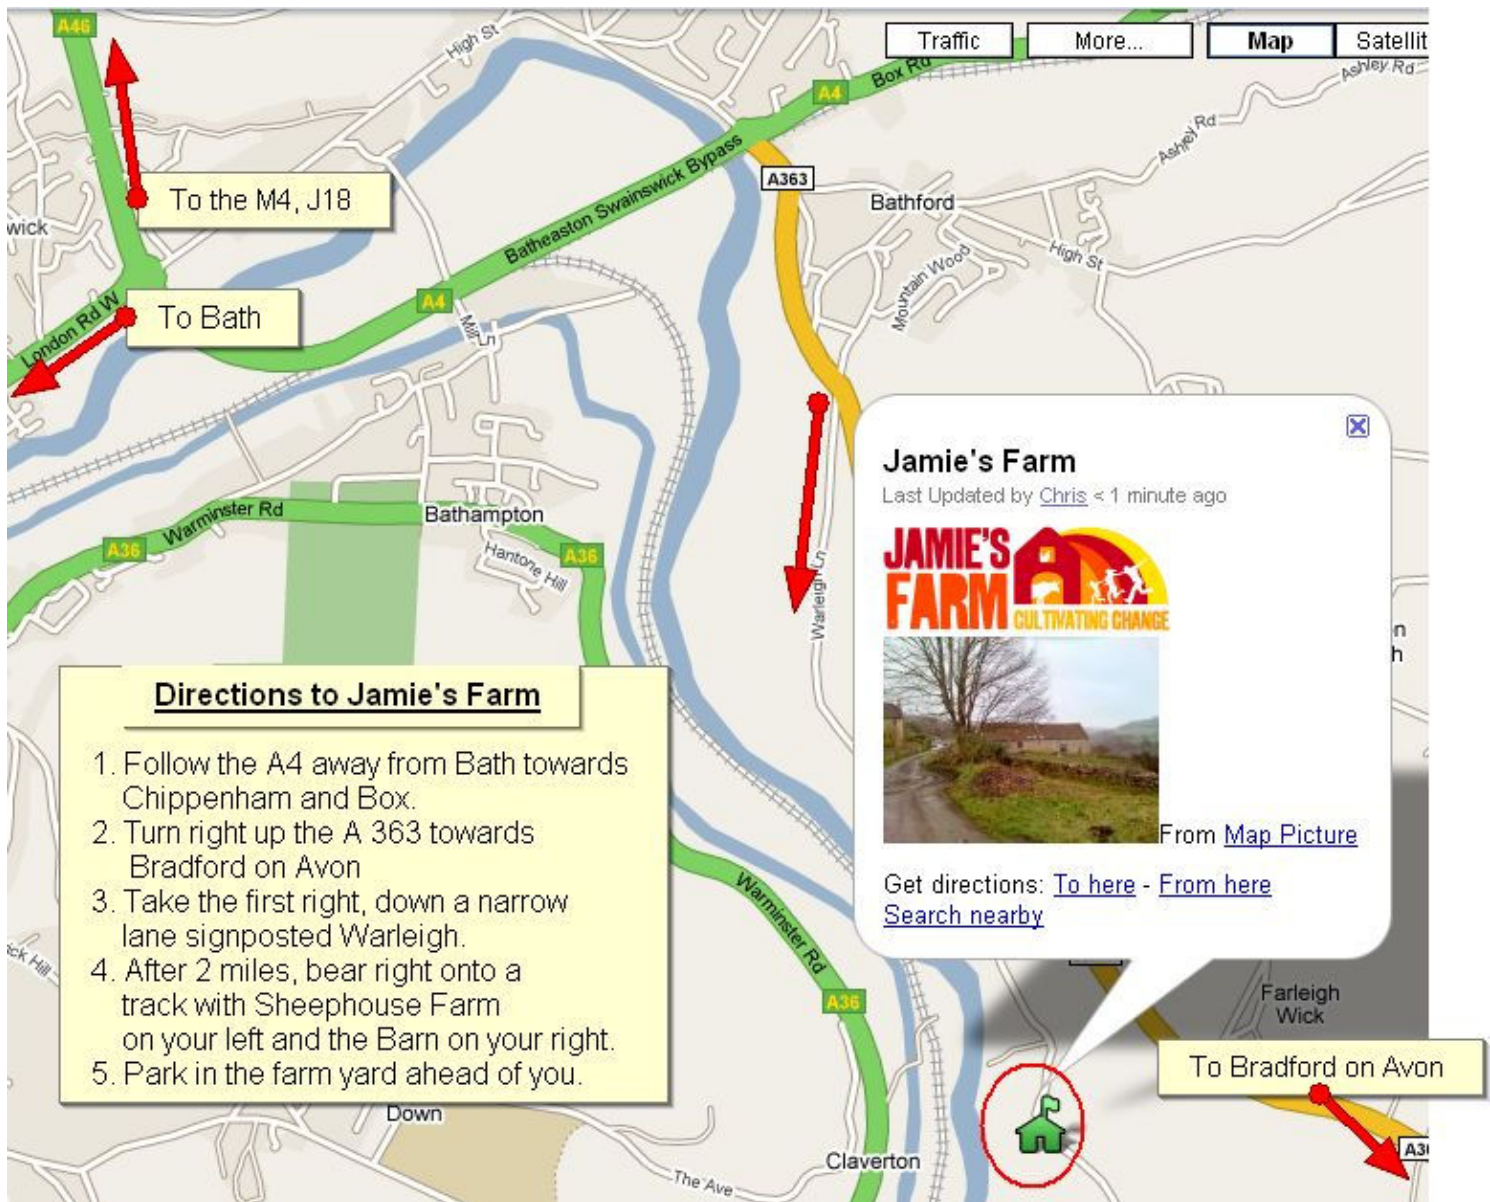 A46
High St
Traffic
More...
Map
Satellit
Ashley Rd
Box Rd
A4
Ashley Rd
Batheaston Swainswick Bypass
A363
Bathford
To the M4, J18
wick
High St
Mountain Wood
A4
To Bath
London Rd W
Mill Ln
Jamie's Farm
Last Updated by Chris < 1 minute ago
JAMIE'S
FARM
CULTIVATING CHANGE
Warminster Rd
Bathampton
A36
Hantone Hill
A36
Warleigh Ln
n
h
Directions to Jamie's Farm
1. Follow the A4 away from Bath towards
Chippenham and Box.
2. Turn right up the A 363 towards
Bradford on Avon
3. Take the first right, down a narrow
lane signposted Warleigh.
4. After 2 miles, bear right onto a
track with Sheephouse Farm
on your left and the Barn on your right.
5. Park in the farm yard ahead of you.
From Map Picture
Get directions: To here - From here
Search nearby
Warminster Rd
ick Hill
A36
Farleigh
Wick
To Bradford on Avon
Down
A36
Claverton
The Ave